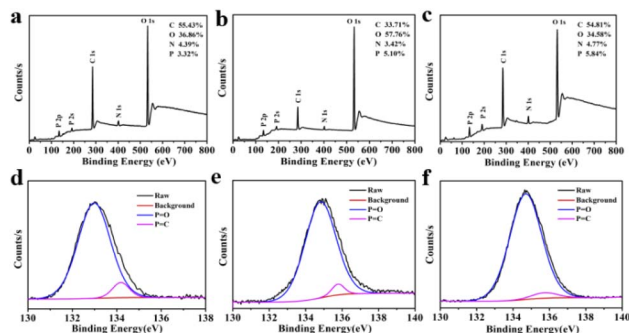 a
O 1s
C 55.43%
O 36.86%
N 4.39%
P 3.32%
C 1s
P 2p
P 2s
N 1s
Counts/s
0 100 200 300 400 500 600 700 800
Binding Energy (eV)
b
O 1s
C 33.71%
O 57.76%
N 3.42%
P 5.10%
C 1s
P 2p
P 2s
N 1s
Counts/s
0 100 200 300 400 500 600 700 800
Binding Energy (eV)
c
O 1s
C 54.81%
O 34.58%
N 4.77%
P 5.84%
C 1s
P 2p
P 2s
N 1s
Counts/s
0 100 200 300 400 500 600 700 800
Binding Energy (eV)
d
Raw
Background
P=O
P=C
Counts/s
130 132 134 136 138
Binding Energy(eV)
e
Raw
Background
P=O
P=C
Counts/s
130 132 134 136 138 140
Binding Energy(eV)
f
Raw
Background
P=O
P=C
Counts/s
130 132 134 136 138 140
Binding Energy(eV)